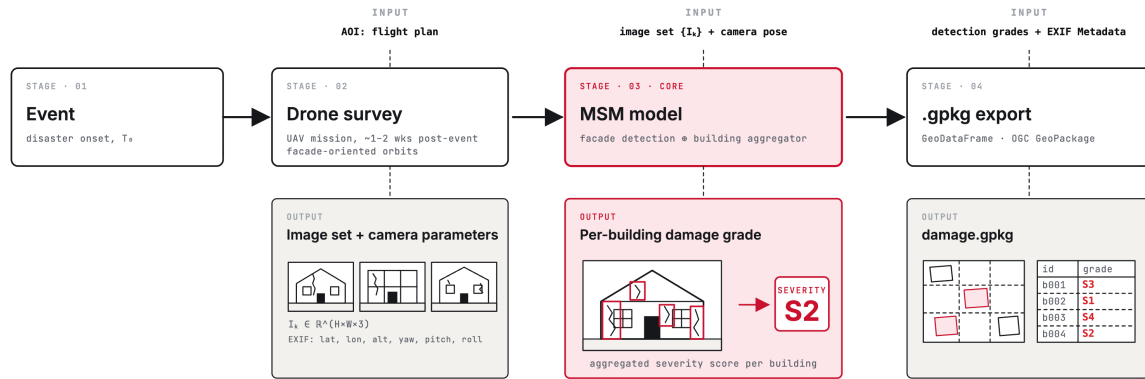 INPUT
AOI: flight plan
INPUT
image set {Iₖ} + camera pose
INPUT
detection grades + EXIF Metadata
STAGE · 01
Event
disaster onset, T₀
STAGE · 02
Drone survey
UAV mission, ~1–2 wks post-event
facade-oriented orbits
STAGE · 03 · CORE
MSM model
facade detection ⊕ building aggregator
STAGE · 04
.gpkg export
GeoDataFrame · OGC GeoPackage
OUTPUT
Image set + camera parameters
Iₖ ∈ ℝ^(H×W×3)
EXIF: lat, lon, alt, yaw, pitch, roll
OUTPUT
Per-building damage grade
SEVERITY
S2
aggregated severity score per building
OUTPUT
damage.gpkg
id grade
b001 S3
b002 S1
b003 S4
b004 S2